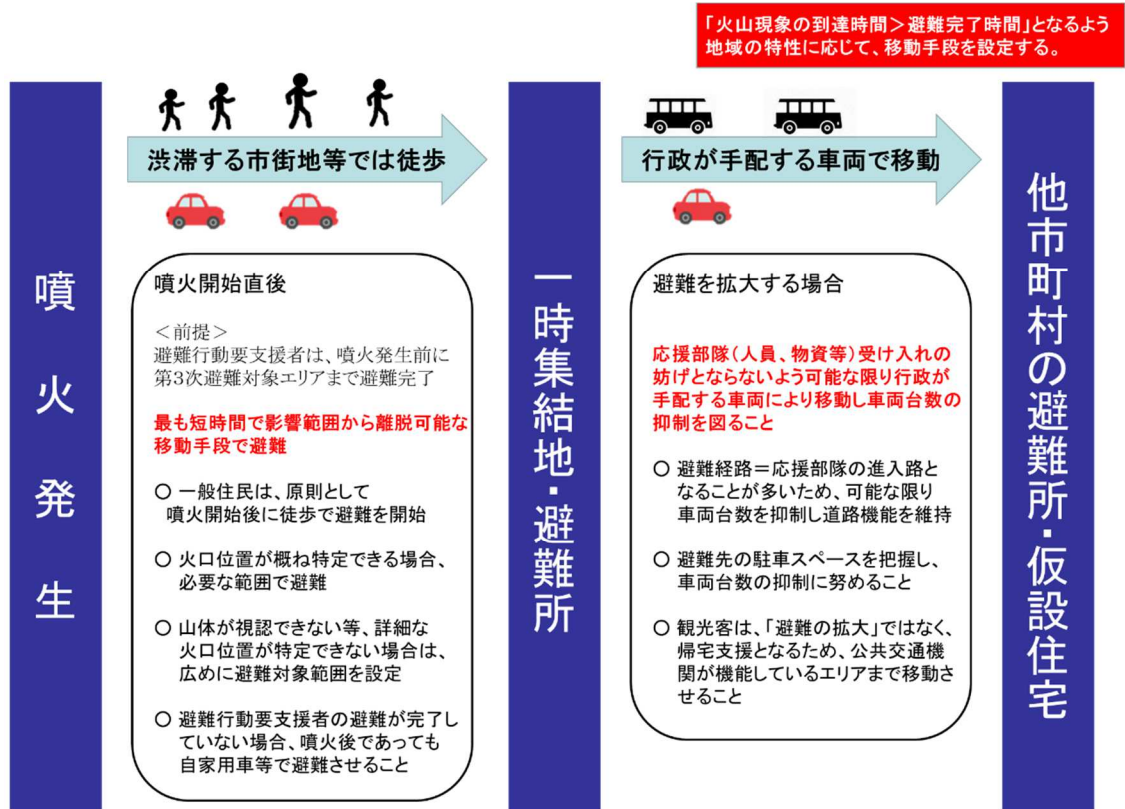 「火山現象の到達時間＞避難完了時間」となるよう
地域の特性に応じて、移動手段を設定する。
噴火発生
渋滞する市街地等では徒歩
噴火開始直後
＜前提＞
避難行動要支援者は、噴火発生前に
第３次避難対象エリアまで避難完了
最も短時間で影響範囲から離脱可能な
移動手段で避難
○ 一般住民は、原則として
噴火開始後に徒歩で避難を開始
○ 火口位置が概ね特定できる場合、
必要な範囲で避難
○ 山体が視認できない等、詳細な
火口位置が特定できない場合は、
広めに避難対象範囲を設定
○ 避難行動要支援者の避難が完了し
ていない場合、噴火後であっても
自家用車等で避難させること
一時集結地・避難所
行政が手配する車両で移動
避難を拡大する場合
応援部隊（人員、物資等）受け入れの
妨げとならないよう可能な限り行政が
手配する車両により移動し車両台数の
抑制を図ること
○ 避難経路＝応援部隊の進入路と
なることが多いため、可能な限り
車両台数を抑制し道路機能を維持
○ 避難先の駐車スペースを把握し、
車両台数の抑制に努めること
○ 観光客は、「避難の拡大」ではなく、
帰宅支援となるため、公共交通機
関が機能しているエリアまで移動さ
せること
他市町村の避難所・仮設住宅